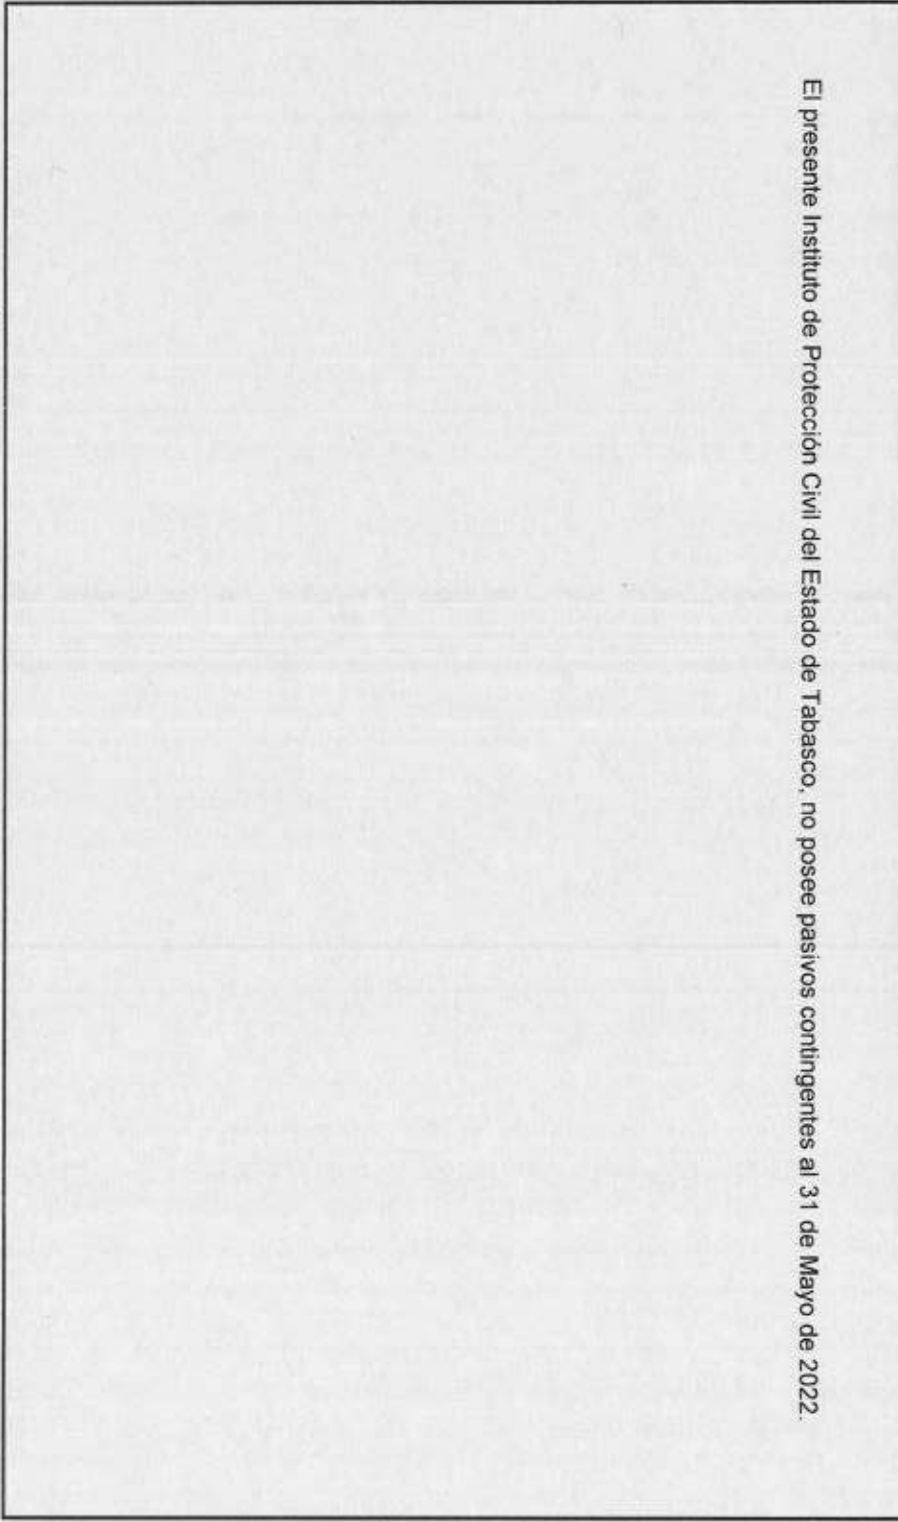 El presente Instituto de Protección Civil del Estado de Tabasco, no posee pasivos contingentes al 31 de Mayo de 2022.